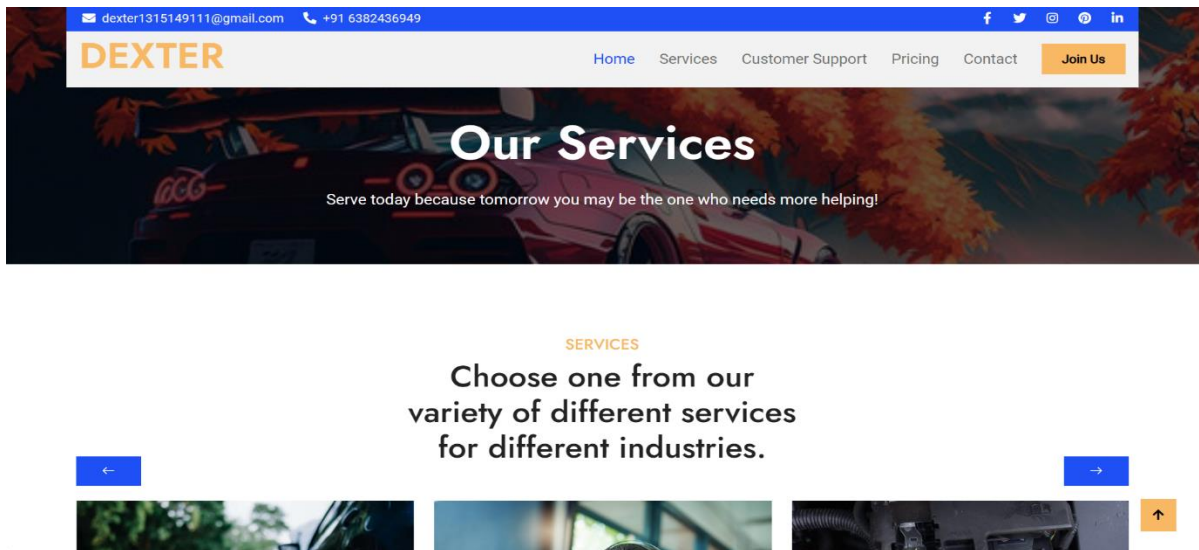 dexter1315149111@gmail.com +91 6382436949
DEXTER
Home Services Customer Support Pricing Contact Join Us
Our Services
Serve today because tomorrow you may be the one who needs more helping!
SERVICES
Choose one from our
variety of different services
for different industries.